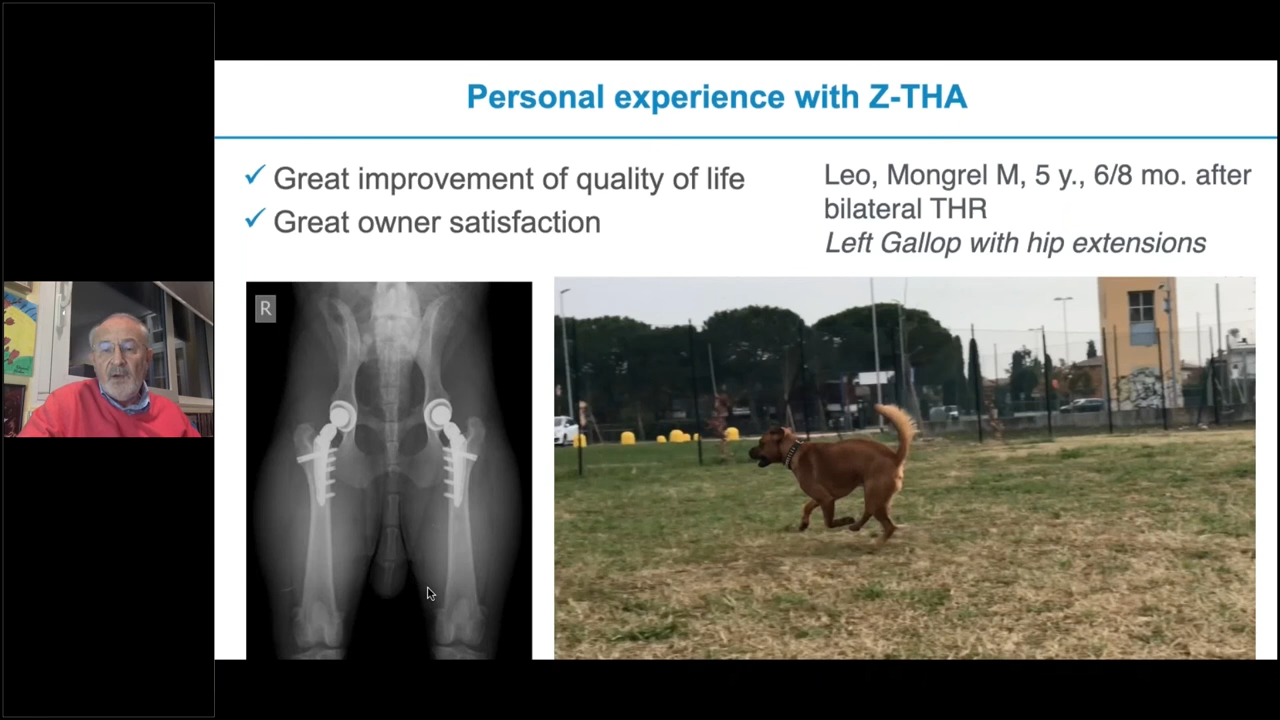 Personal experience with Z-THA
✓ Great improvement of quality of life
✓ Great owner satisfaction
Leo, Mongrel M, 5 y., 6/8 mo. after
bilateral THR
Left Gallop with hip extensions
R